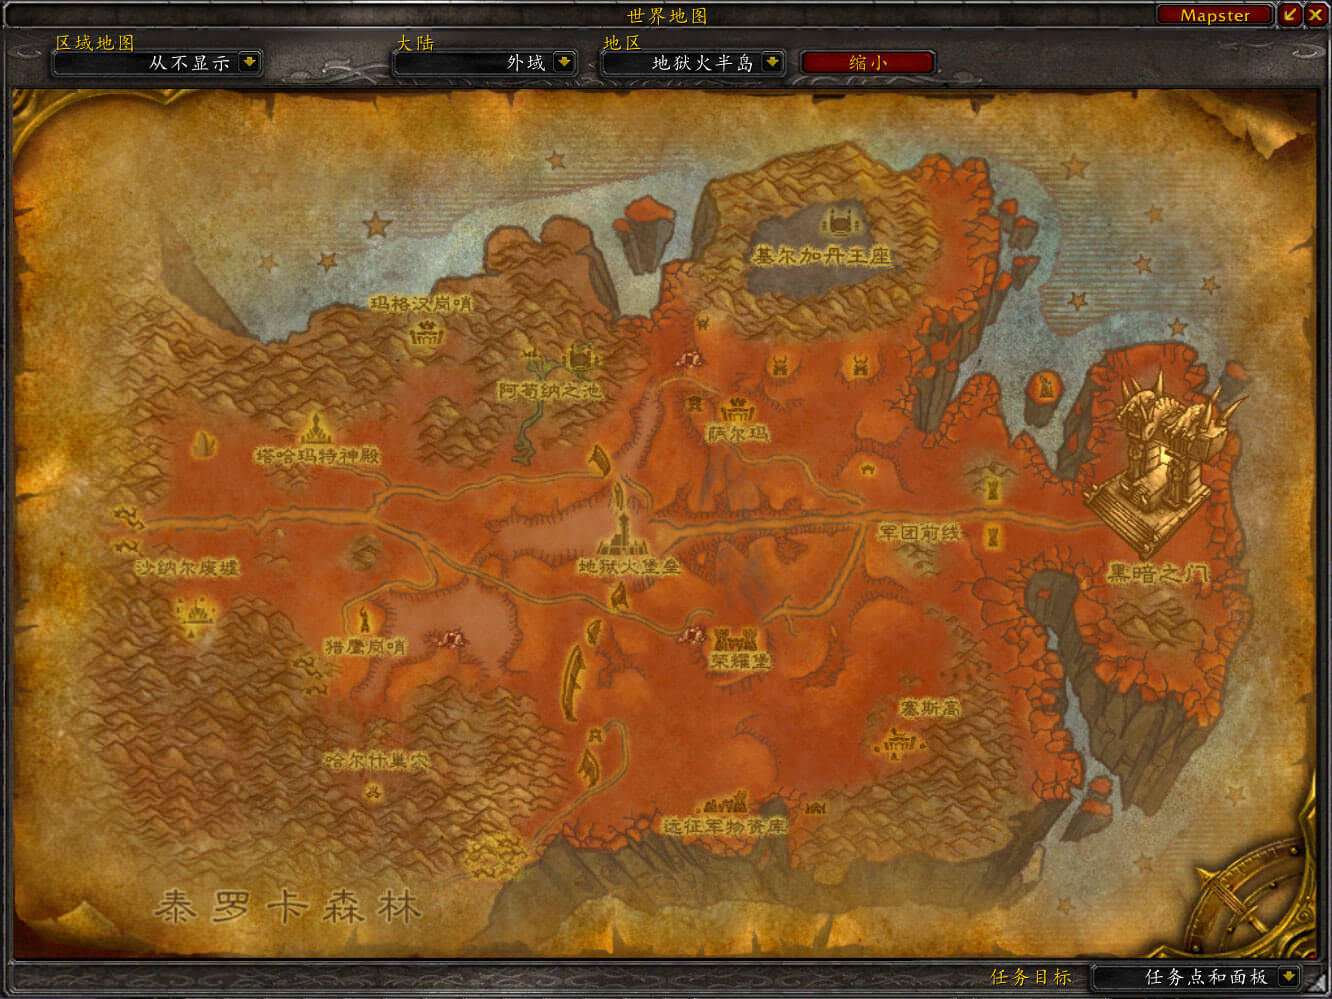 世界地图
Mapster
区域地图
大陆
地区
从不显示
外域
地狱火半岛
缩小
基尔加丹王座
玛格汉岗哨
阿苟纳之池
萨尔玛
塔哈玛特神殿
军团前线
沙纳尔废墟
地狱火堡垒
黑暗之门
猎鹰岗哨
荣耀堡
塞斯高
哈尔什巢穴
远征军物资库
泰罗卡森林
任务目标
任务点和面板